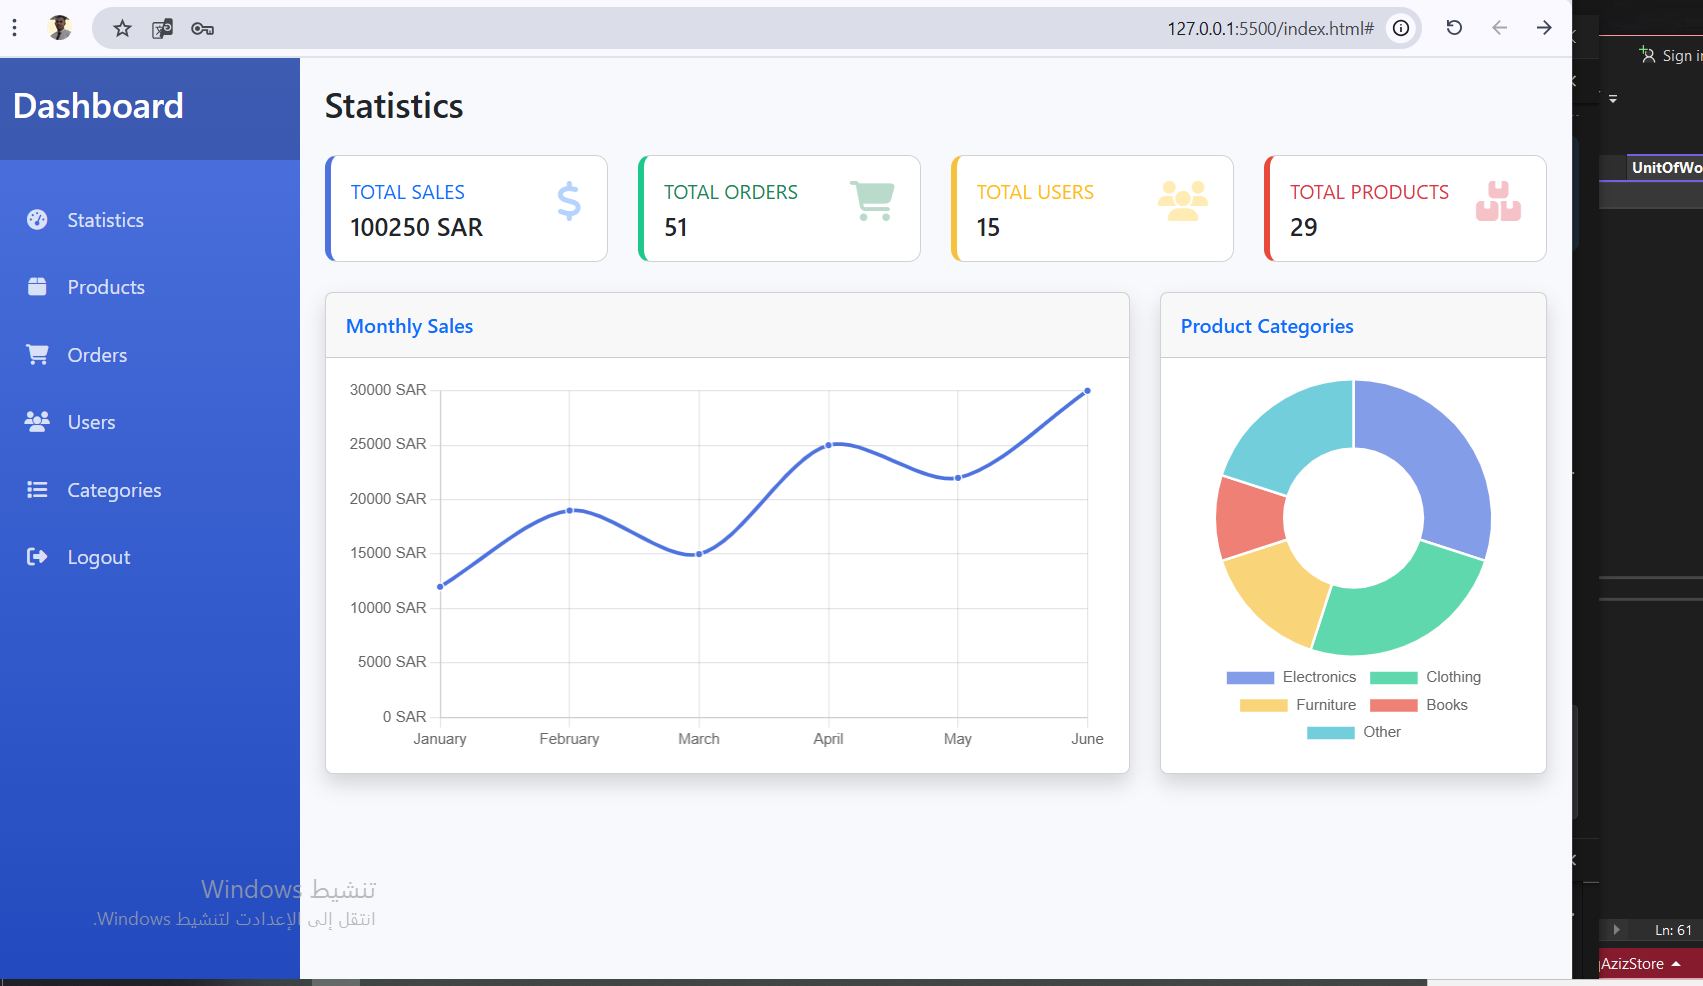 127.0.0.1:5500/index.html#
Sign in
UnitOfWo
Dashboard
Statistics
Products
Orders
Users
Categories
Logout
Statistics
TOTAL SALES
100250 SAR
TOTAL ORDERS
51
TOTAL USERS
15
TOTAL PRODUCTS
29
Monthly Sales
30000 SAR
25000 SAR
20000 SAR
15000 SAR
10000 SAR
5000 SAR
0 SAR
January February March April May June
Product Categories
Electronics Clothing
Furniture Books
Other
تنشيط Windows
انتقل إلى الإعدادت لتنشيط Windows.
Ln: 61
AzizStore